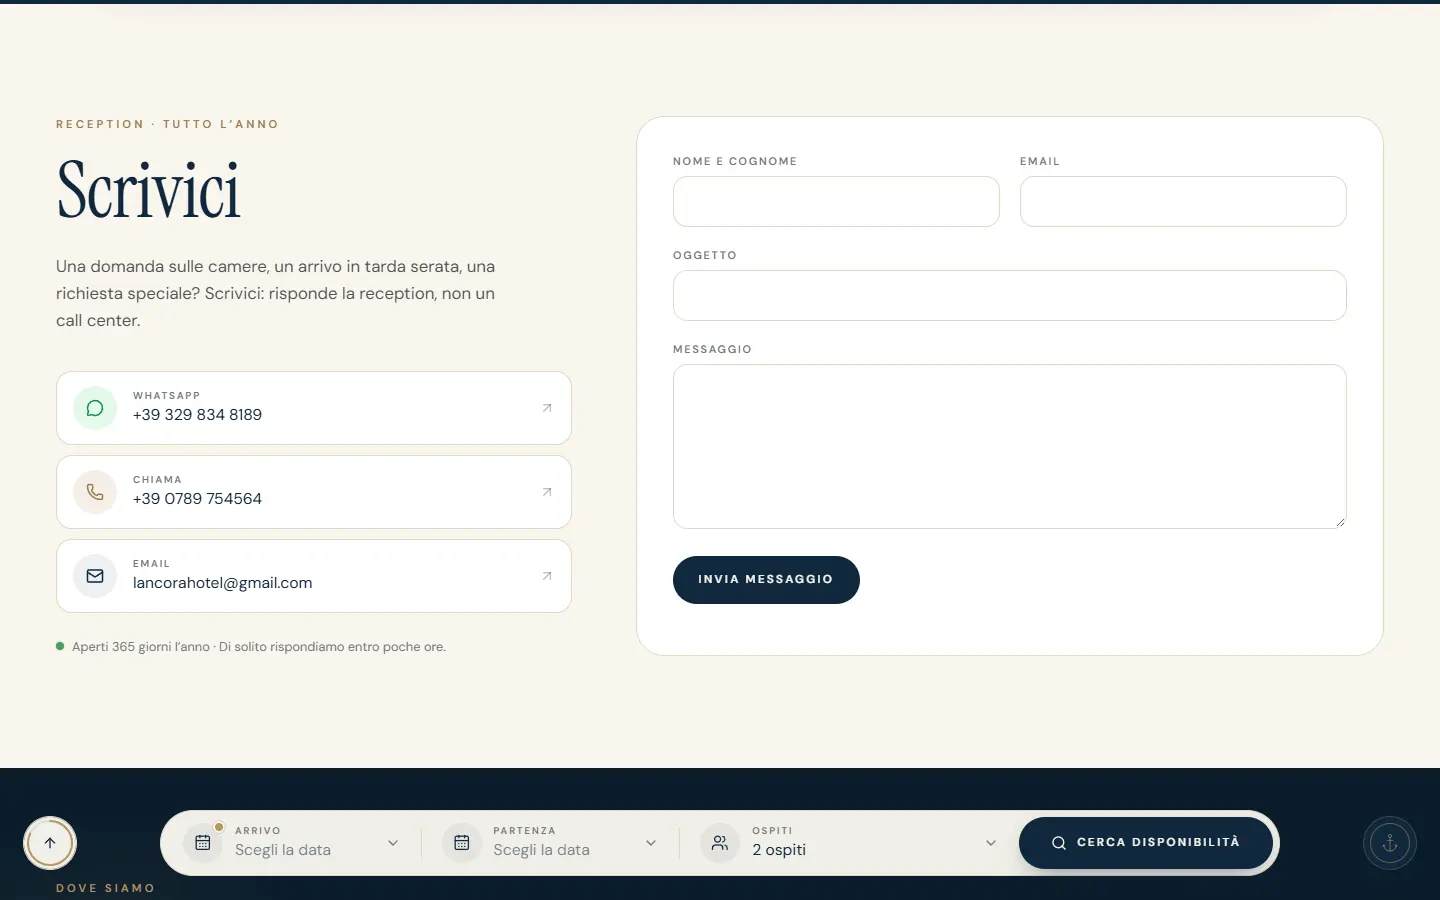 RECEPTION · TUTTO L'ANNO
Scrivici
Una domanda sulle camere, un arrivo in tarda serata, una
richiesta speciale? Scrivici: risponde la reception, non un
call center.
WHATSAPP
+39 329 834 8189
CHIAMA
+39 0789 754564
EMAIL
lancorahotel@gmail.com
Aperti 365 giorni l'anno · Di solito rispondiamo entro poche ore.
NOME E COGNOME
EMAIL
OGGETTO
MESSAGGIO
INVIA MESSAGGIO
ARRIVO
Scegli la data
PARTENZA
Scegli la data
OSPITI
2 ospiti
CERCA DISPONIBILITÀ
DOVE SIAMO